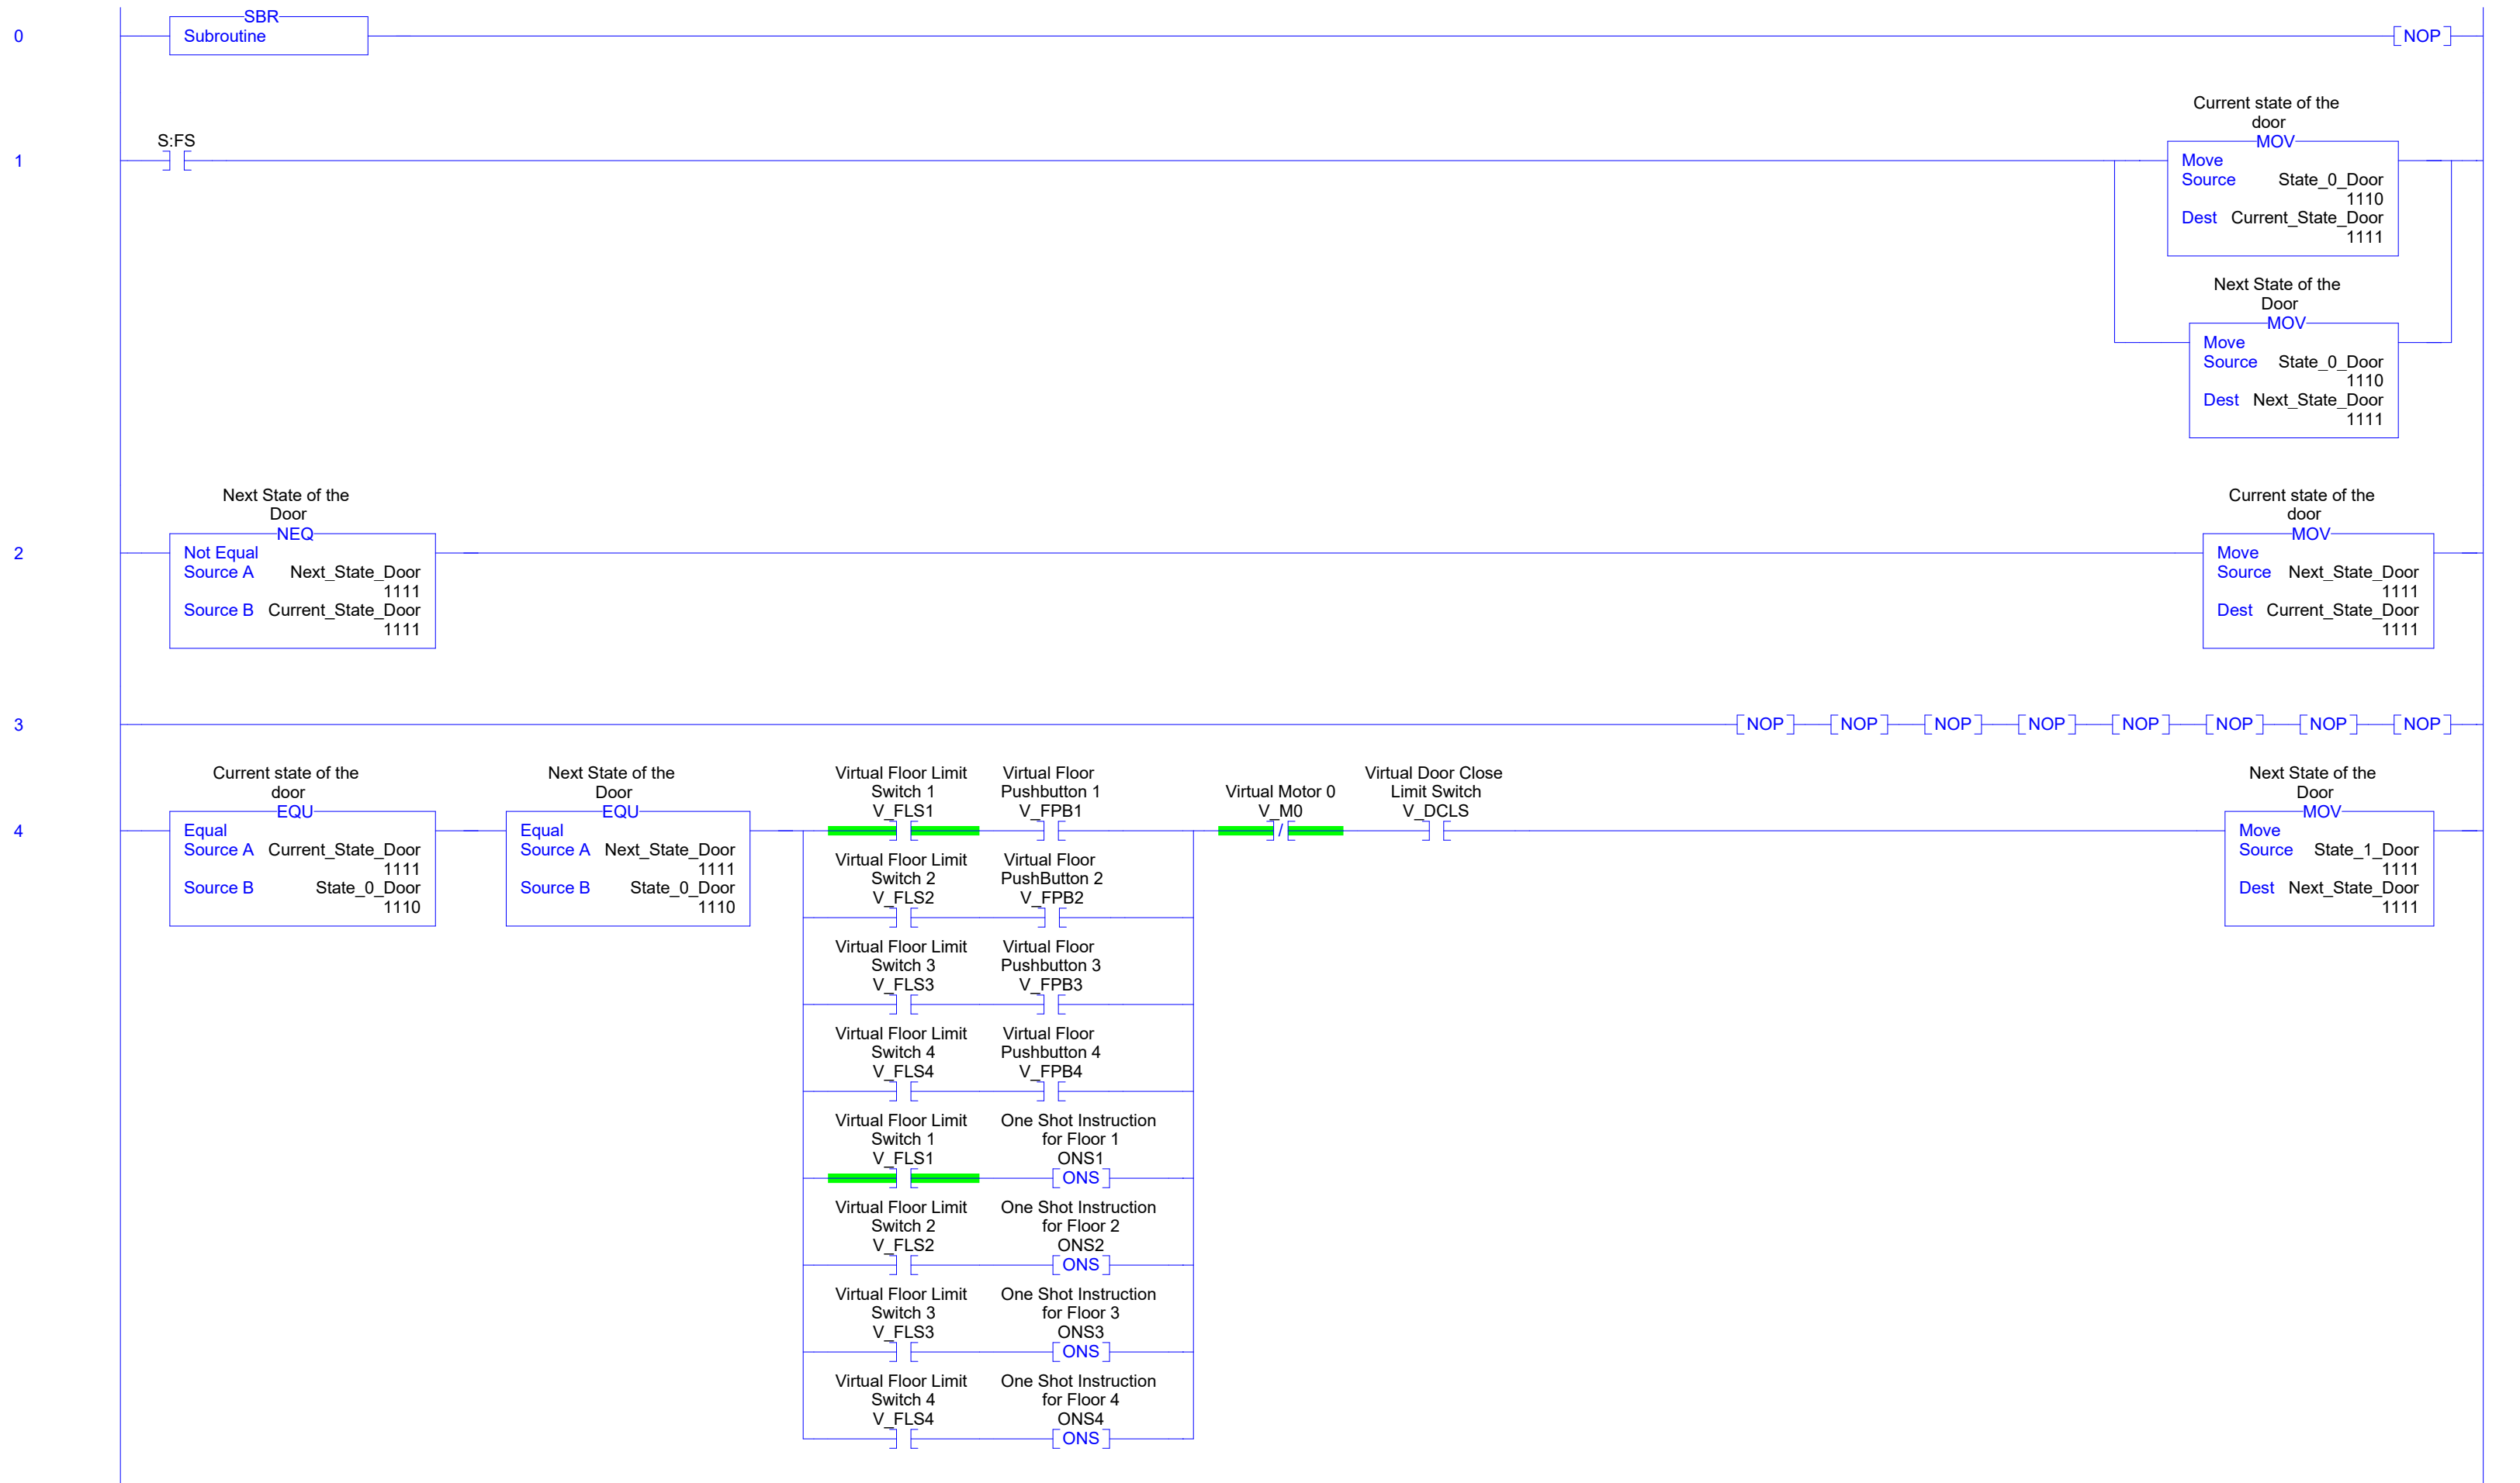 SBR
0
Subroutine
[NOP]
Current state of the
door
S:FS
MOV
1
Move
Source State_0_Door
1110
Dest Current_State_Door
1111
Next State of the
Door
MOV
Move
Source State_0_Door
1110
Dest Next_State_Door
1111
Next State of the
Door
NEQ
2
Not Equal
Source A Next_State_Door
1111
Source B Current_State_Door
1111
Current state of the
door
MOV
Move
Source Next_State_Door
1111
Dest Current_State_Door
1111
3
[NOP] [NOP] [NOP] [NOP] [NOP] [NOP] [NOP] [NOP]
Current state of the
door
EQU
4
Equal
Source A Current_State_Door
1111
Source B State_0_Door
1110
Next State of the
Door
EQU
Equal
Source A Next_State_Door
1111
Source B State_0_Door
1110
Virtual Floor Limit
Switch 1
V_FLS1
Virtual Floor
Pushbutton 1
V_FPB1
Virtual Motor 0
V_M0
/
Virtual Door Close
Limit Switch
V_DCLS
Next State of the
Door
MOV
Move
Source State_1_Door
1111
Dest Next_State_Door
1111
Virtual Floor Limit
Switch 2
V_FLS2
Virtual Floor
PushButton 2
V_FPB2
Virtual Floor Limit
Switch 3
V_FLS3
Virtual Floor
Pushbutton 3
V_FPB3
Virtual Floor Limit
Switch 4
V_FLS4
Virtual Floor
Pushbutton 4
V_FPB4
Virtual Floor Limit
Switch 1
V_FLS1
One Shot Instruction
for Floor 1
ONS1
[ONS]
Virtual Floor Limit
Switch 2
V_FLS2
One Shot Instruction
for Floor 2
ONS2
[ONS]
Virtual Floor Limit
Switch 3
V_FLS3
One Shot Instruction
for Floor 3
ONS3
[ONS]
Virtual Floor Limit
Switch 4
V_FLS4
One Shot Instruction
for Floor 4
ONS4
[ONS]